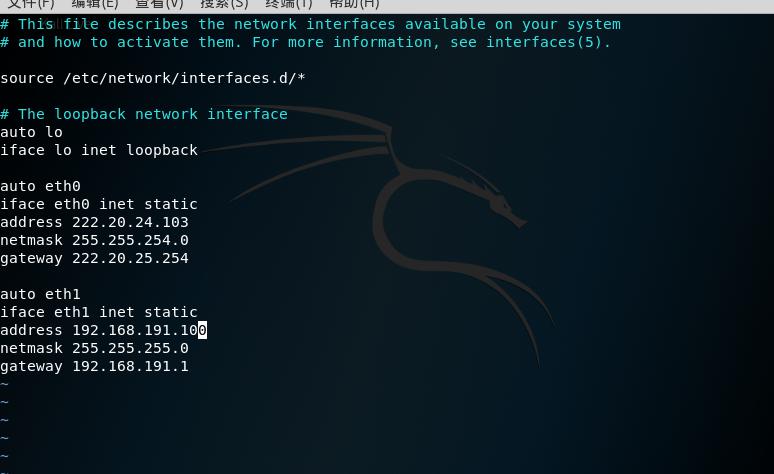 文件(F) 编辑(E) 查看(V) 搜索(S) 终端(T) 帮助(H)
# This file describes the network interfaces available on your system
# and how to activate them. For more information, see interfaces(5).
source /etc/network/interfaces.d/*
# The loopback network interface
auto lo
iface lo inet loopback
auto eth0
iface eth0 inet static
address 222.20.24.103
netmask 255.255.254.0
gateway 222.20.25.254
auto eth1
iface eth1 inet static
address 192.168.191.100
netmask 255.255.255.0
gateway 192.168.191.1
~
~
~
~
~
~